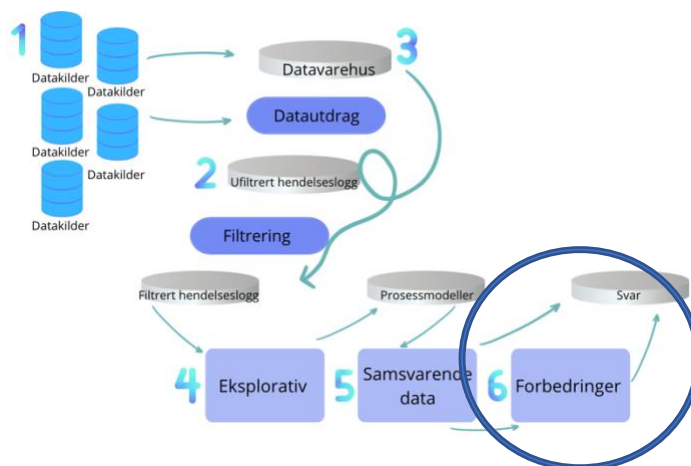 1
Datakilder
Datakilder
Datakilder
Datakilder
Datakilder
Datavarehus
3
Datautdrag
2
Ufiltrert hendelseslogg
Filtrering
Filtrert hendelseslogg
Prosessmodeller
Svar
4
Eksplorativ
5
Samsvarende
data
6
Forbedringer